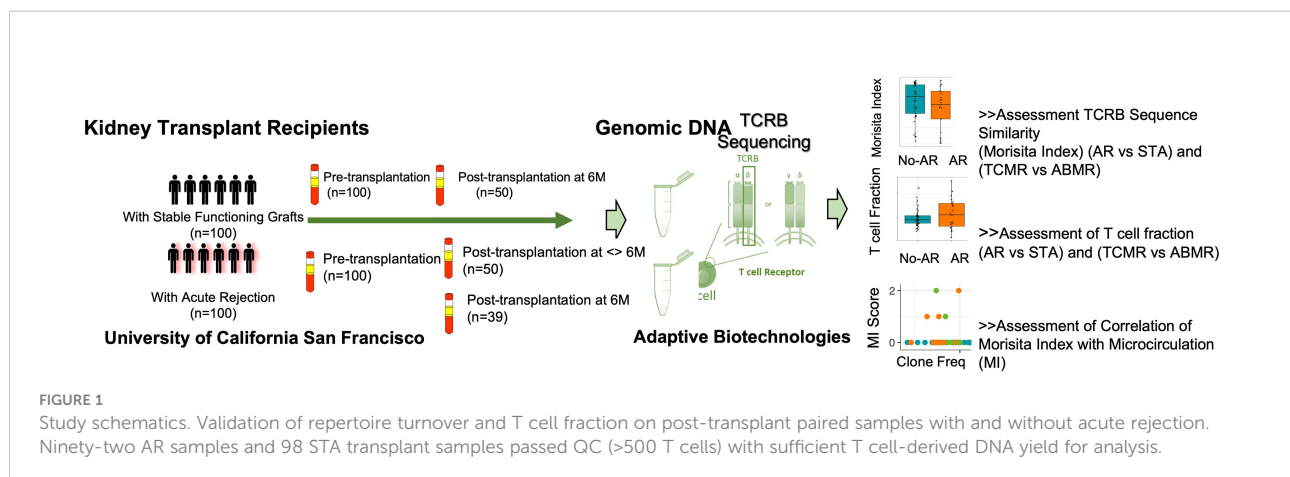 Kidney Transplant Recipients
With Stable Functioning Grafts
(n=100)
With Acute Rejection
(n=100)
University of California San Francisco
Pre-transplantation
(n=100)
Post-transplantation at 6M
(n=50)
Pre-transplantation
(n=100)
Post-transplantation at <> 6M
(n=50)
Post-transplantation at 6M
(n=39)
Genomic DNA
TCRB
Sequencing
TCRB
α β
or
γ δ
T cell Receptor
cell
Adaptive Biotechnologies
Morisita Index
No-AR AR
>>Assessment TCRB Sequence
Similarity
(Morisita Index) (AR vs STA) and
(TCMR vs ABMR)
T cell Fraction
No-AR AR
>>Assessment of T cell fraction
(AR vs STA) and (TCMR vs ABMR)
MI Score
2
0
Clone Freq
>>Assessment of Correlation of
Morisita Index with Microcirculation
(MI)
FIGURE 1
Study schematics. Validation of repertoire turnover and T cell fraction on post-transplant paired samples with and without acute rejection.
Ninety-two AR samples and 98 STA transplant samples passed QC (>500 T cells) with sufficient T cell-derived DNA yield for analysis.